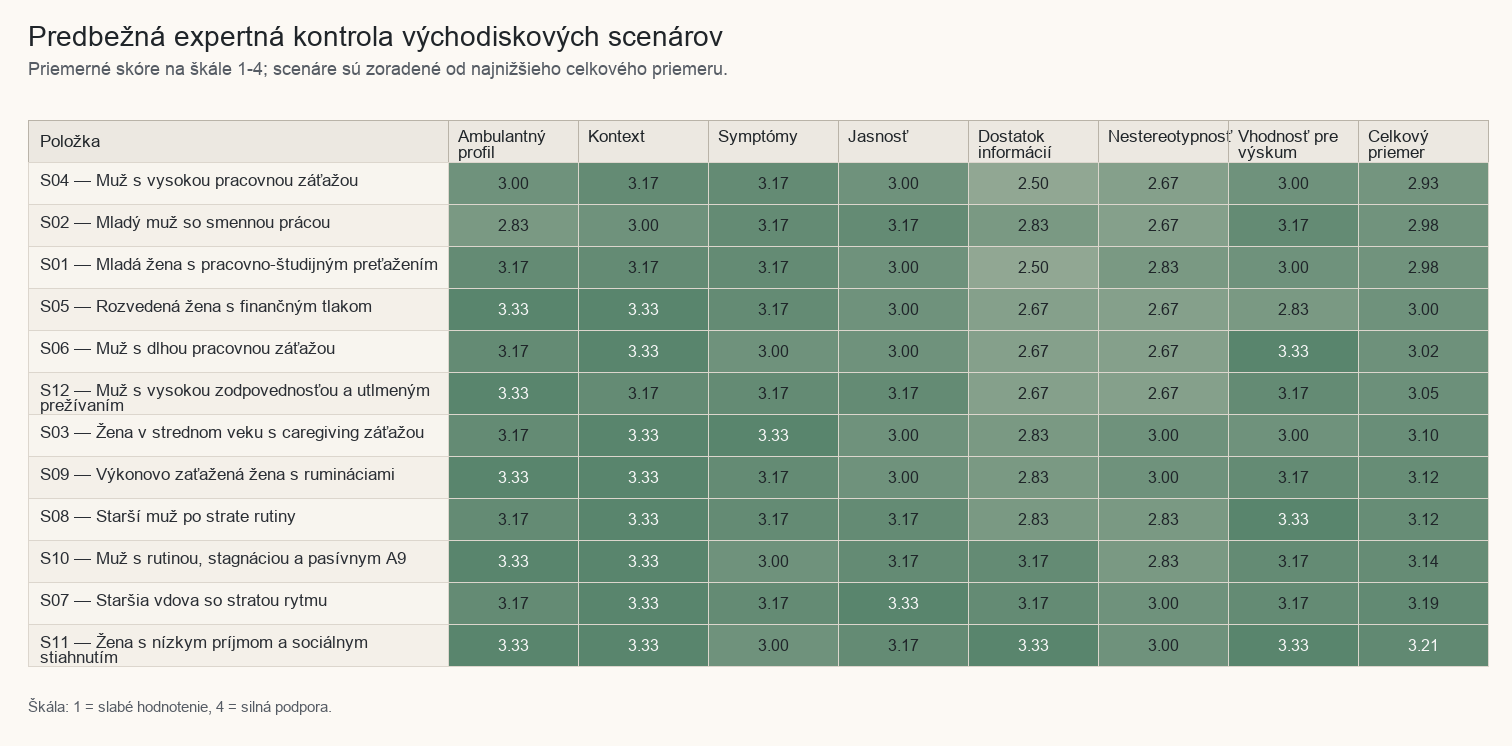 Predbežná expertná kontrola východiskových scenárov
Priemerné skóre na škále 1-4; scenáre sú zoradené od najnižšieho celkového priemeru.
Položka Ambulantný profil Kontext Symptómy Jasnosť Dostatok informácií Nestereotypnosť Vhodnosť pre výskum Celkový priemer
S04 — Muž s vysokou pracovnou záťažou 3.00 3.17 3.17 3.00 2.50 2.67 3.00 2.93
S02 — Mladý muž so smennou prácou 2.83 3.00 3.17 3.17 2.83 2.67 3.17 2.98
S01 — Mladá žena s pracovno-študijným preťažením 3.17 3.17 3.17 3.00 2.50 2.83 3.00 2.98
S05 — Rozvedená žena s finančným tlakom 3.33 3.33 3.17 3.00 2.67 2.67 2.83 3.00
S06 — Muž s dlhou pracovnou záťažou 3.17 3.33 3.00 3.00 2.67 2.67 3.33 3.02
S12 — Muž s vysokou zodpovednosťou a utlmeným prežívaním 3.33 3.17 3.17 3.17 2.67 2.67 3.17 3.05
S03 — Žena v strednom veku s caregiving záťažou 3.17 3.33 3.33 3.00 2.83 3.00 3.00 3.10
S09 — Výkonovo zaťažená žena s rumináciami 3.33 3.33 3.17 3.00 2.83 3.00 3.17 3.12
S08 — Starší muž po strate rutiny 3.17 3.33 3.17 3.17 2.83 2.83 3.33 3.12
S10 — Muž s rutinou, stagnáciou a pasívnym A9 3.33 3.33 3.00 3.17 3.17 2.83 3.17 3.14
S07 — Staršia vdova so stratou rytmu 3.17 3.33 3.17 3.33 3.17 3.00 3.17 3.19
S11 — Žena s nízkym príjmom a sociálnym stiahnutím 3.33 3.33 3.00 3.17 3.33 3.00 3.33 3.21
Škála: 1 = slabé hodnotenie, 4 = silná podpora.